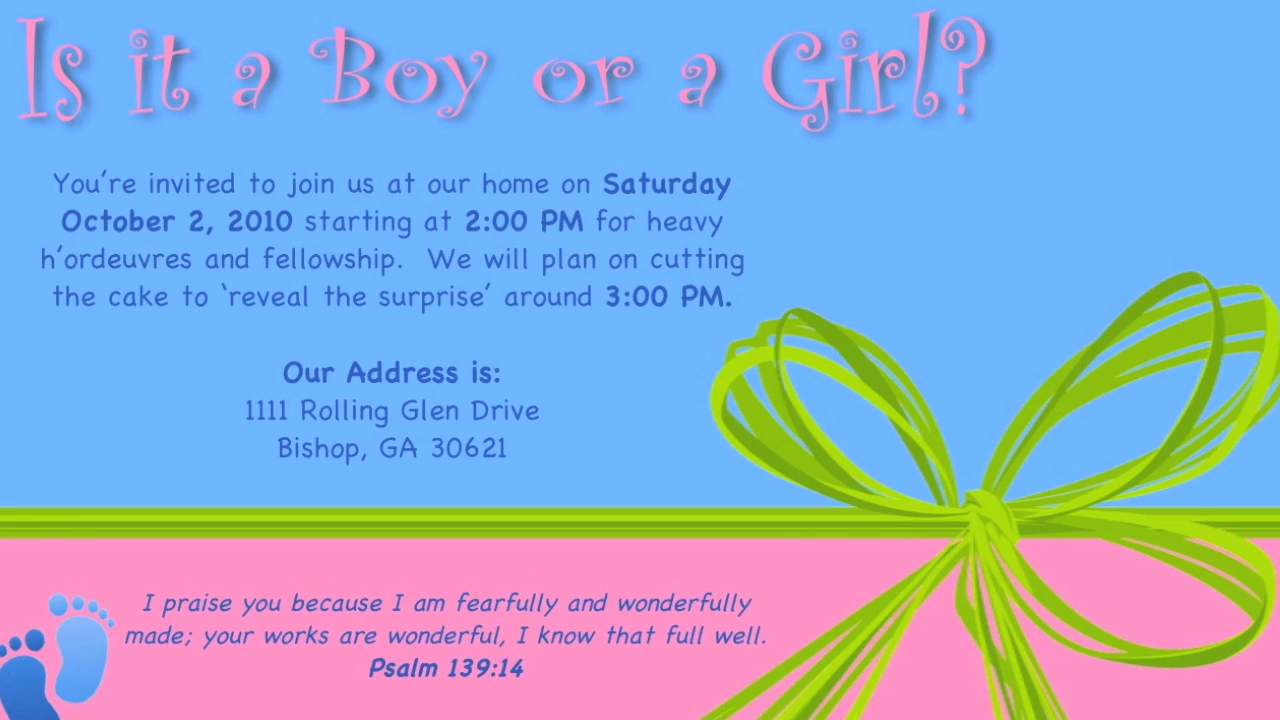 Is it a Boy or a Girl?
You're invited to join us at our home on Saturday
October 2, 2010 starting at 2:00 PM for heavy
h'ordeuvres and fellowship.  We will plan on cutting
the cake to ‛reveal the surprise’ around 3:00 PM.
Our Address is:
1111 Rolling Glen Drive
Bishop, GA 30621
I praise you because I am fearfully and wonderfully
made; your works are wonderful, I know that full well.
Psalm 139:14